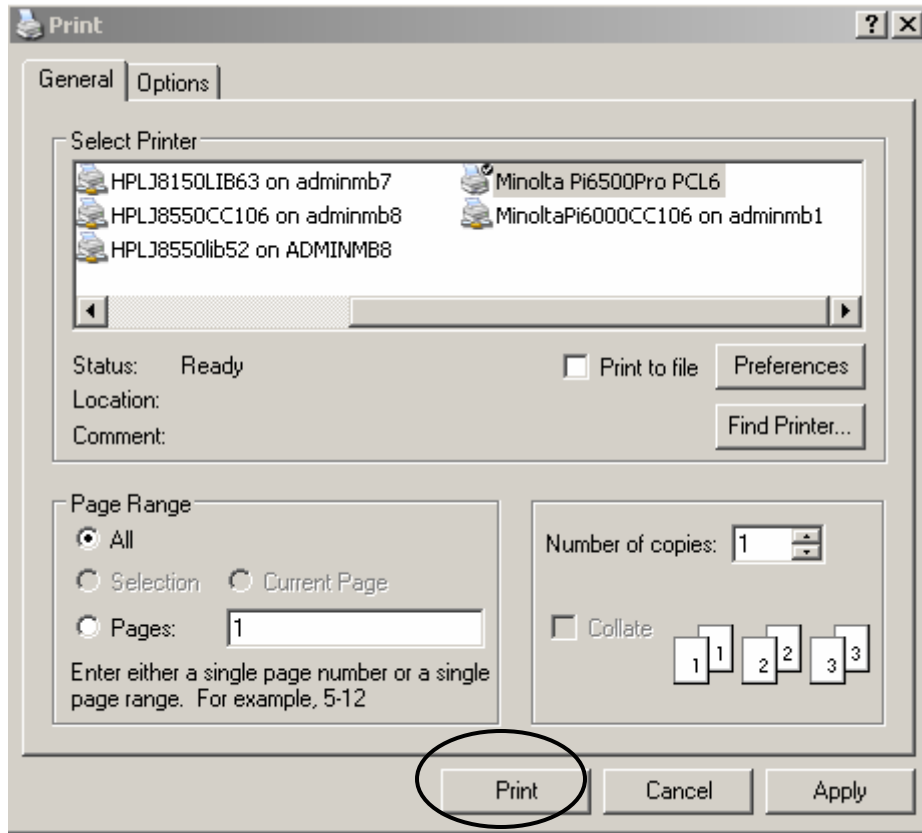 Print
General
Options
Select Printer
HPLJ8150LIB63 on adminmb7
Minolta Pi6500Pro PCL6
HPLJ8550CC106 on adminmb8
MinoltaPi6000CC106 on adminmb1
HPLJ8550lib52 on ADMINMB8
Status: Ready
Print to file
Preferences
Location:
Comment:
Find Printer...
Page Range
All
Selection
Current Page
Pages: 1
Enter either a single page number or a single
page range. For example, 5-12
Number of copies: 1
Collate
1 1 2 2 3 3
Print
Cancel
Apply